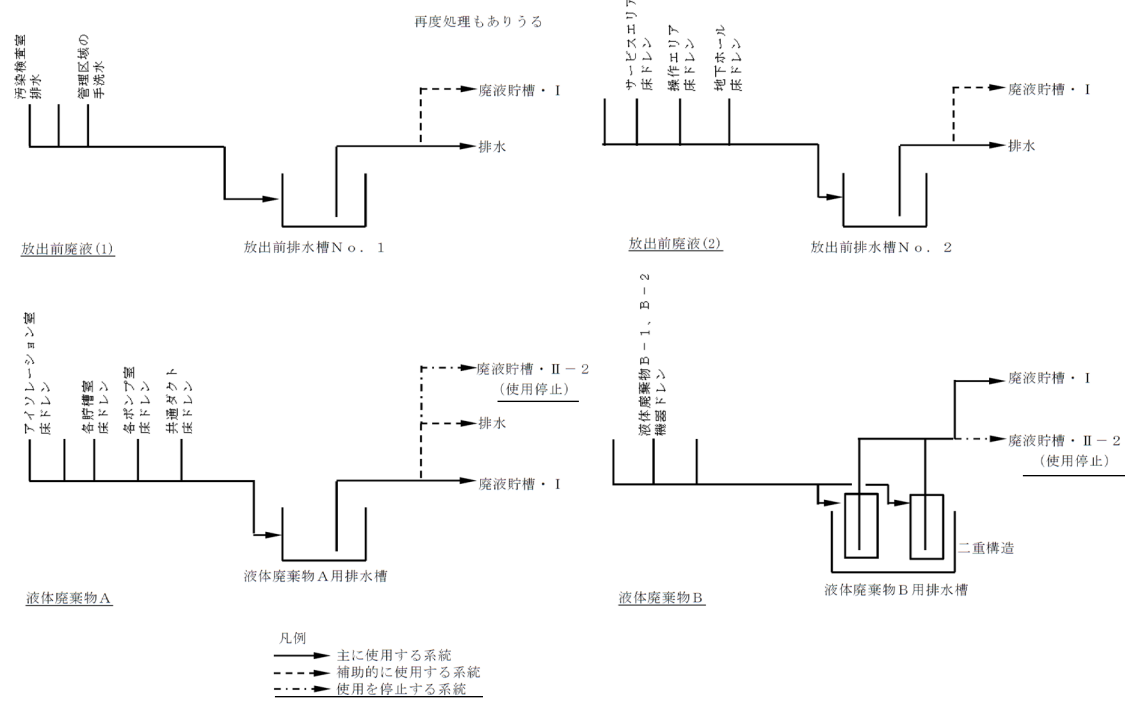 再度処理もありうる
汚染検査室
排水
管理区域の
手洗水
廃液貯槽・Ⅰ
排水
放出前廃液(1)
放出前排水槽No．1
サービスエリア
床ドレン
操作エリア
床ドレン
地下ホール
床ドレン
廃液貯槽・Ⅰ
排水
放出前廃液(2)
放出前排水槽No．2
アイソレーション室
床ドレン
各貯槽室
床ドレン
各ポンプ室
床ドレン
共通ダクト
床ドレン
廃液貯槽・Ⅱ－2
（使用停止）
排水
廃液貯槽・Ⅰ
液体廃棄物A用排水槽
液体廃棄物A
液体廃棄物B－1、B－2
機器ドレン
廃液貯槽・Ⅰ
廃液貯槽・Ⅱ－2
（使用停止）
二重構造
液体廃棄物B用排水槽
液体廃棄物B
凡例
主に使用する系統
補助的に使用する系統
使用を停止する系統